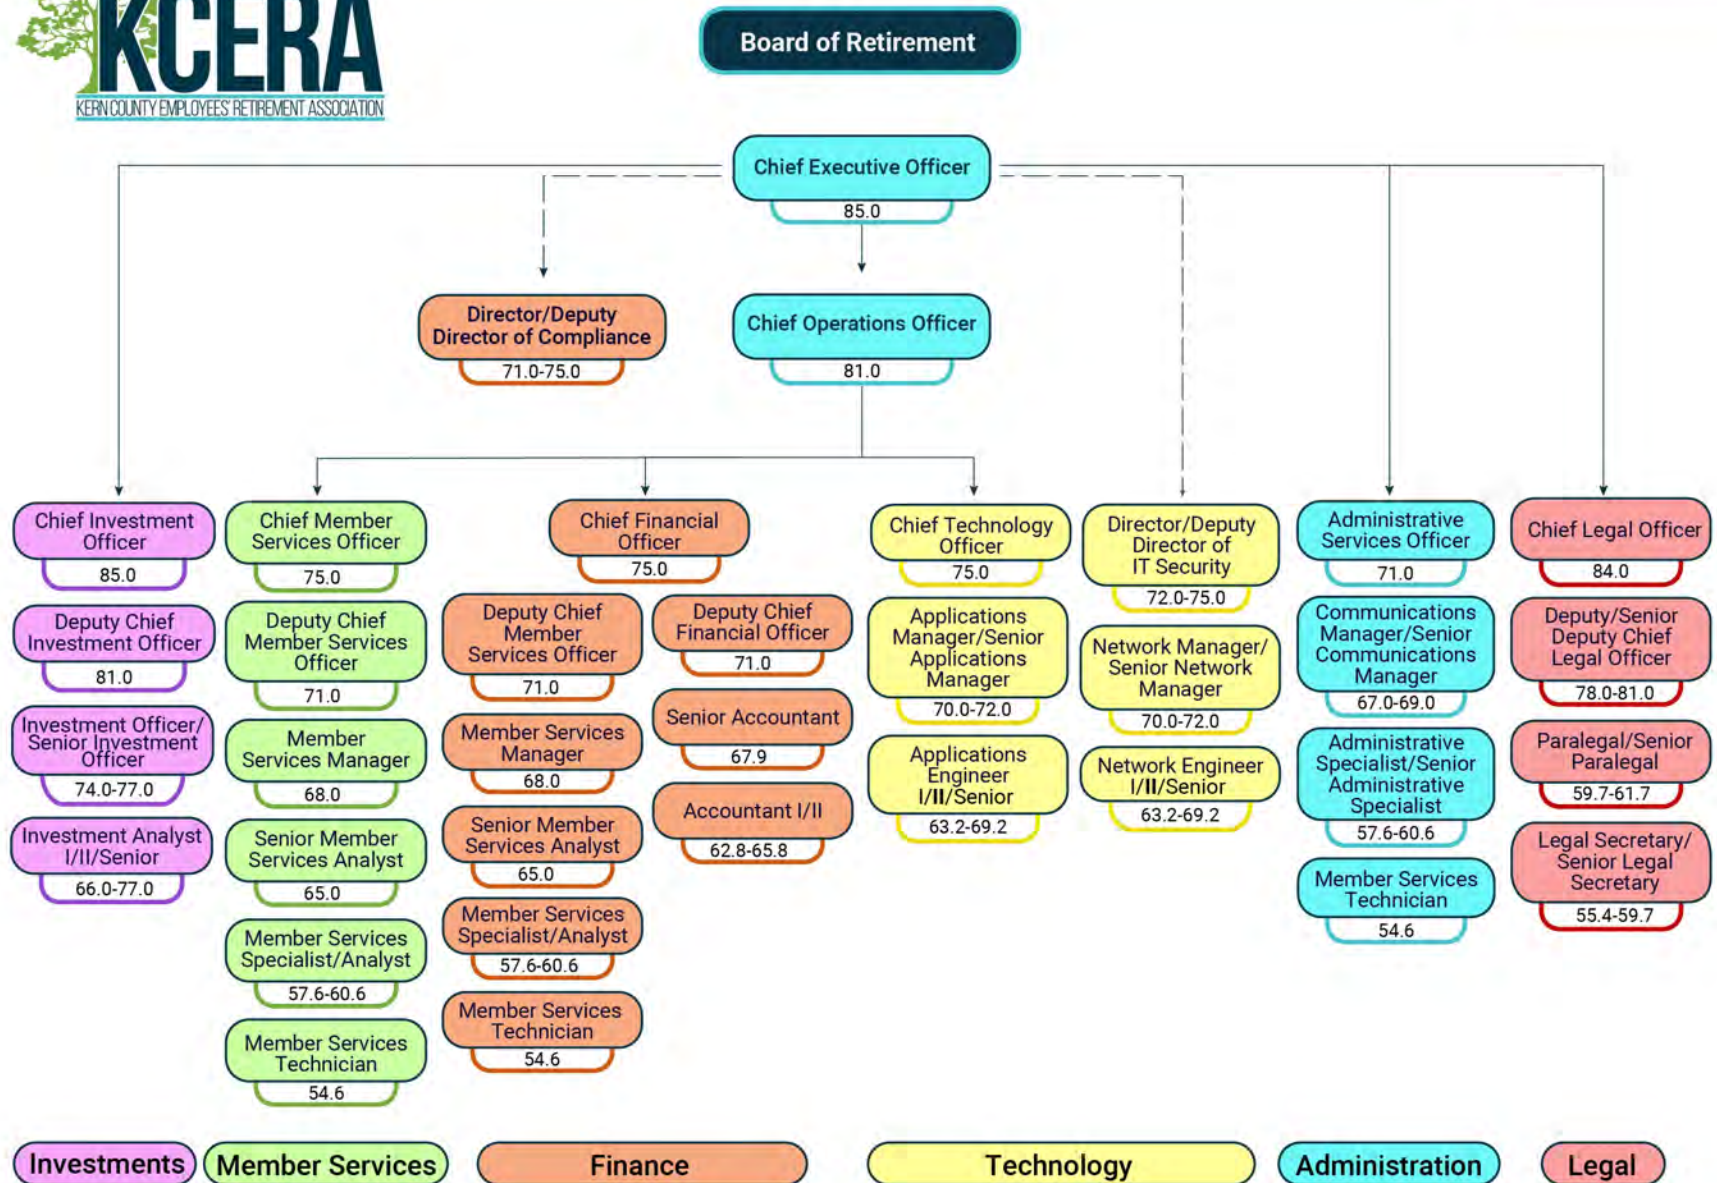 KCERA
KERN COUNTY EMPLOYEES' RETIREMENT ASSOCIATION
Board of Retirement
Chief Executive Officer
85.0
Director/Deputy
Director of Compliance
71.0-75.0
Chief Operations Officer
81.0
Chief Investment
Officer
85.0
Deputy Chief
Investment Officer
81.0
Investment Officer/
Senior Investment
Officer
74.0-77.0
Investment Analyst
I/II/Senior
66.0-77.0
Chief Member
Services Officer
75.0
Deputy Chief
Member Services
Officer
71.0
Member
Services Manager
68.0
Senior Member
Services Analyst
65.0
Member Services
Specialist/Analyst
57.6-60.6
Member Services
Technician
54.6
Chief Financial
Officer
75.0
Deputy Chief
Member
Services Officer
71.0
Member Services
Manager
68.0
Senior Member
Services Analyst
65.0
Member Services
Specialist/Analyst
57.6-60.6
Member Services
Technician
54.6
Deputy Chief
Financial Officer
71.0
Senior Accountant
67.9
Accountant I/II
62.8-65.8
Chief Technology
Officer
75.0
Applications
Manager/Senior
Applications
Manager
70.0-72.0
Applications
Engineer
I/II/Senior
63.2-69.2
Director/Deputy
Director of
IT Security
72.0-75.0
Network Manager/
Senior Network
Manager
70.0-72.0
Network Engineer
I/II/Senior
63.2-69.2
Administrative
Services Officer
71.0
Communications
Manager/Senior
Communications
Manager
67.0-69.0
Administrative
Specialist/Senior
Administrative
Specialist
57.6-60.6
Member Services
Technician
54.6
Chief Legal Officer
84.0
Deputy/Senior
Deputy Chief
Legal Officer
78.0-81.0
Paralegal/Senior
Paralegal
59.7-61.7
Legal Secretary/
Senior Legal
Secretary
55.4-59.7
Investments
Member Services
Finance
Technology
Administration
Legal